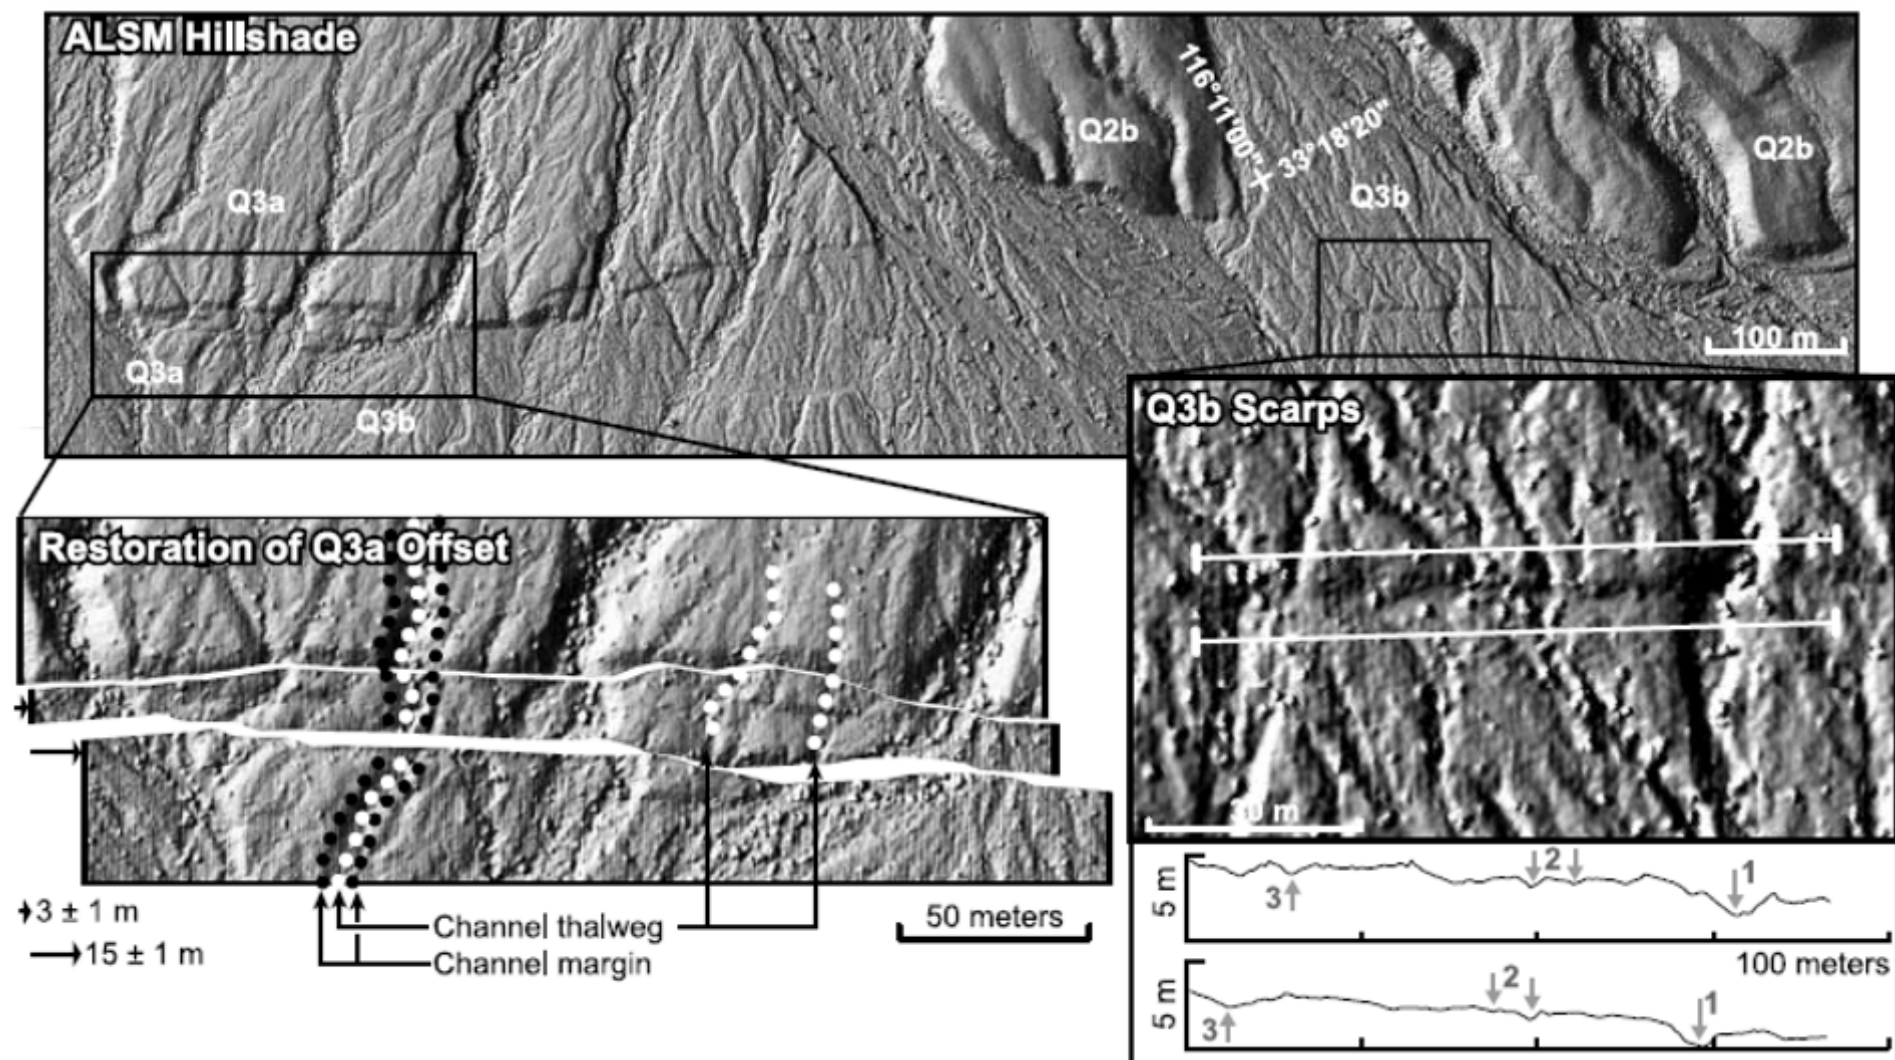 ALSM Hillshade
116°11'00"
33°18'20"
Q2b
Q2b
Q3a
Q3b
100 m
Q3a
Q3b
Q3b Scarps
Restoration of Q3a Offset
30 m
3 ± 1 m
15 ± 1 m
Channel thalweg
Channel margin
50 meters
5 m
3
2
1
100 meters
5 m
3
2
1